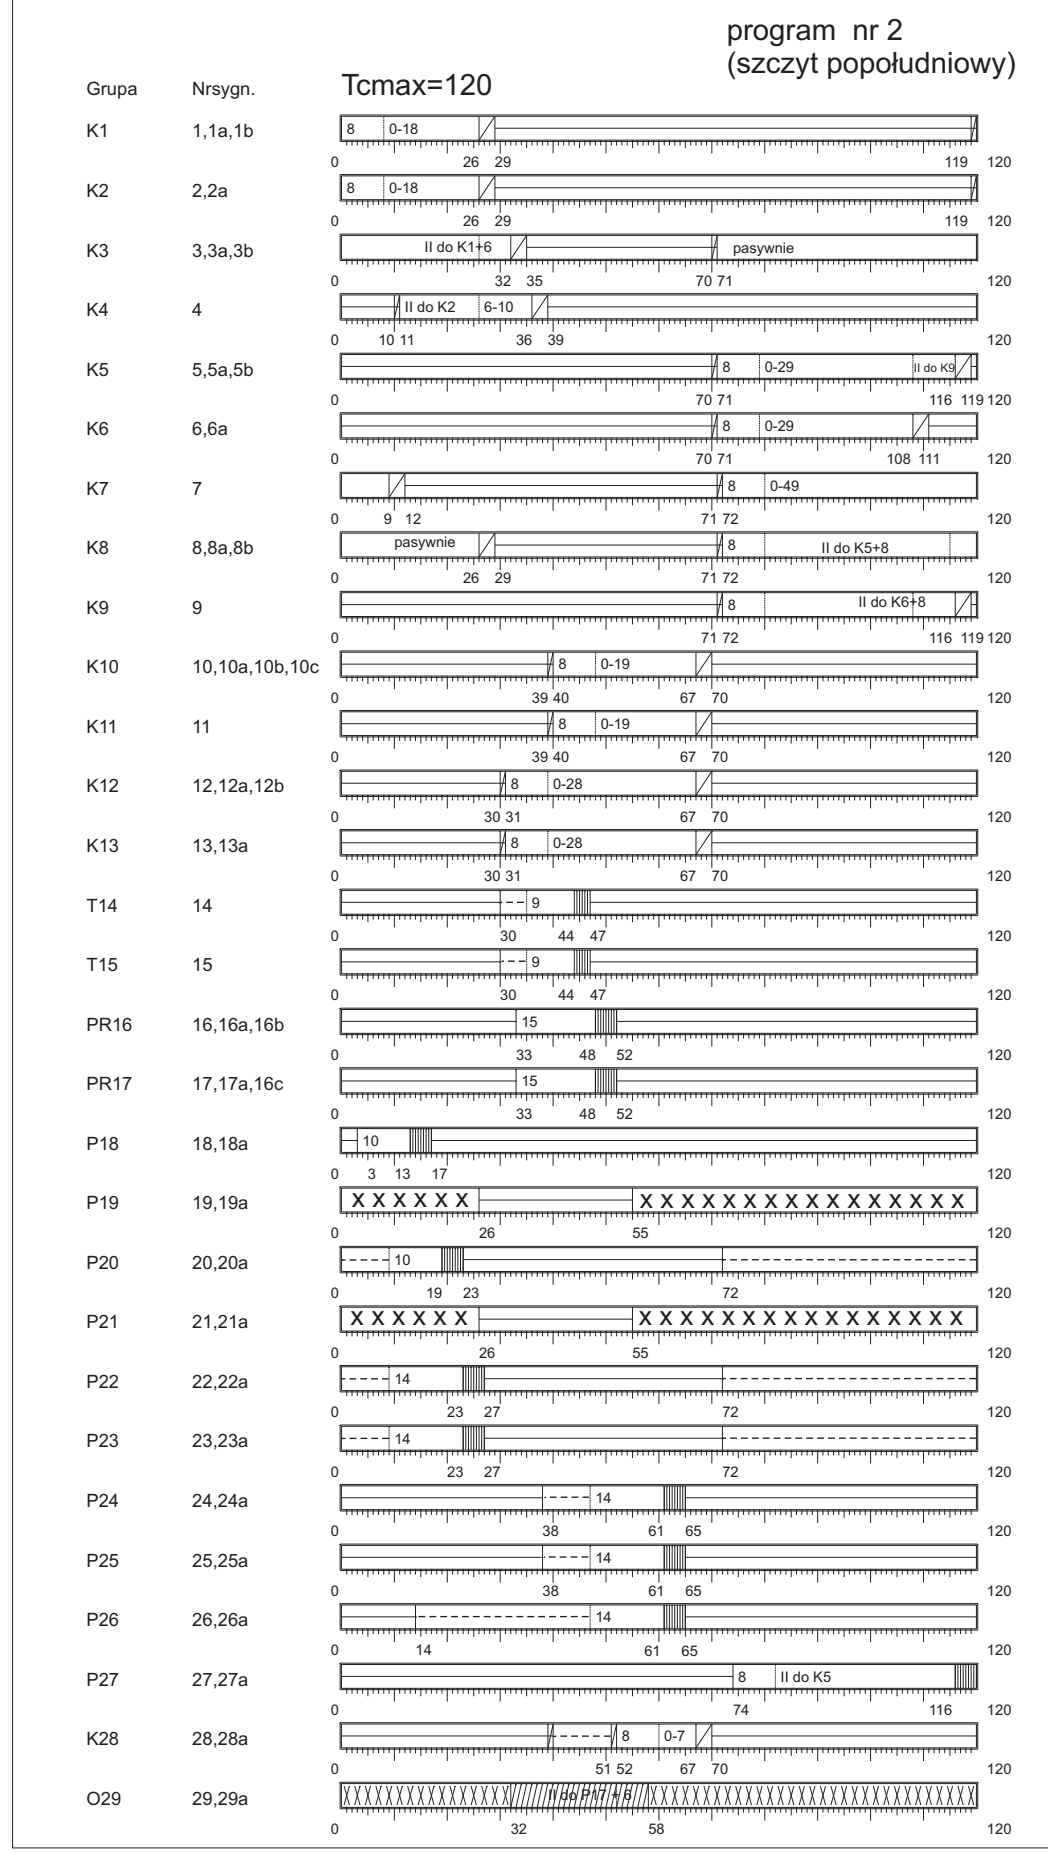 program nr 2
(szczyt popołudniowy)
Grupa Nrsygn. Tcmax=120
K1 1,1a,1b 8 0-18
0 26 29 119 120
K2 2,2a 8 0-18
0 26 29 119 120
K3 3,3a,3b II do K1+6 pasywnie
0 32 35 70 71 120
K4 4 II do K2 6-10
0 10 11 36 39 120
K5 5,5a,5b 8 0-29 II do K9
0 70 71 116 119 120
K6 6,6a 8 0-29
0 70 71 108 111 120
K7 7 8 0-49
0 9 12 71 72 120
K8 8,8a,8b pasywnie 8 II do K5+8
0 26 29 71 72 120
K9 9 8 II do K6+8
0 71 72 116 119 120
K10 10,10a,10b,10c 8 0-19
0 39 40 67 70 120
K11 11 8 0-19
0 39 40 67 70 120
K12 12,12a,12b 8 0-28
0 30 31 67 70 120
K13 13,13a 8 0-28
0 30 31 67 70 120
T14 14 9
0 30 44 47 120
T15 15 9
0 30 44 47 120
PR16 16,16a,16b 15
0 33 48 52 120
PR17 17,17a,16c 15
0 33 48 52 120
P18 18,18a 10
0 3 13 17 120
P19 19,19a X X X X X X X X X X X X X X X X X X X X X X
0 26 55 120
P20 20,20a 10
0 19 23 72 120
P21 21,21a X X X X X X X X X X X X X X X X X X X X X X
0 26 55 120
P22 22,22a 14
0 23 27 72 120
P23 23,23a 14
0 23 27 72 120
P24 24,24a 14
0 38 61 65 120
P25 25,25a 14
0 38 61 65 120
P26 26,26a 14
0 14 61 65 120
P27 27,27a 8 II do K5
0 74 116 120
K28 28,28a 8 0-7
0 51 52 67 70 120
O29 29,29a II do P17 + 6
0 32 58 120